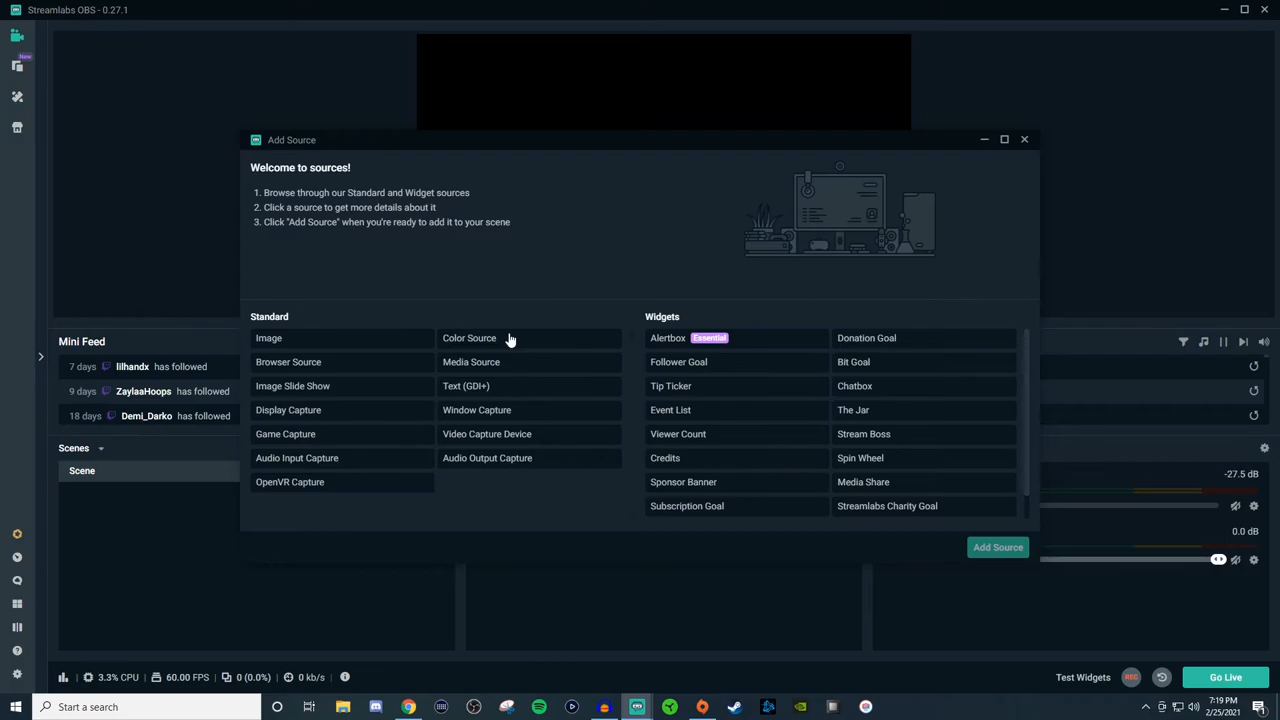 Streamlabs OBS - 0.27.1
New
Add Source
Welcome to sources!
1. Browse through our Standard and Widget sources
2. Click a source to get more details about it
3. Click "Add Source" when you're ready to add it to your scene
Standard
Image
Color Source
Browser Source
Media Source
Image Slide Show
Text (GDI+)
Display Capture
Window Capture
Game Capture
Video Capture Device
Audio Input Capture
Audio Output Capture
OpenVR Capture
Widgets
Alertbox Essential
Donation Goal
Follower Goal
Bit Goal
Tip Ticker
Chatbox
Event List
The Jar
Viewer Count
Stream Boss
Credits
Spin Wheel
Sponsor Banner
Media Share
Subscription Goal
Streamlabs Charity Goal
Add Source
Mini Feed
7 days lilhandx has followed
9 days ZaylaaHoops has followed
18 days Demi_Darko has followed
Scenes
Scene
-27.5 dB
0.0 dB
3.3% CPU
60.00 FPS
0 (0.0%)
0 kb/s
Test Widgets
REC
Go Live
Start a search
7:19 PM
2/25/2021